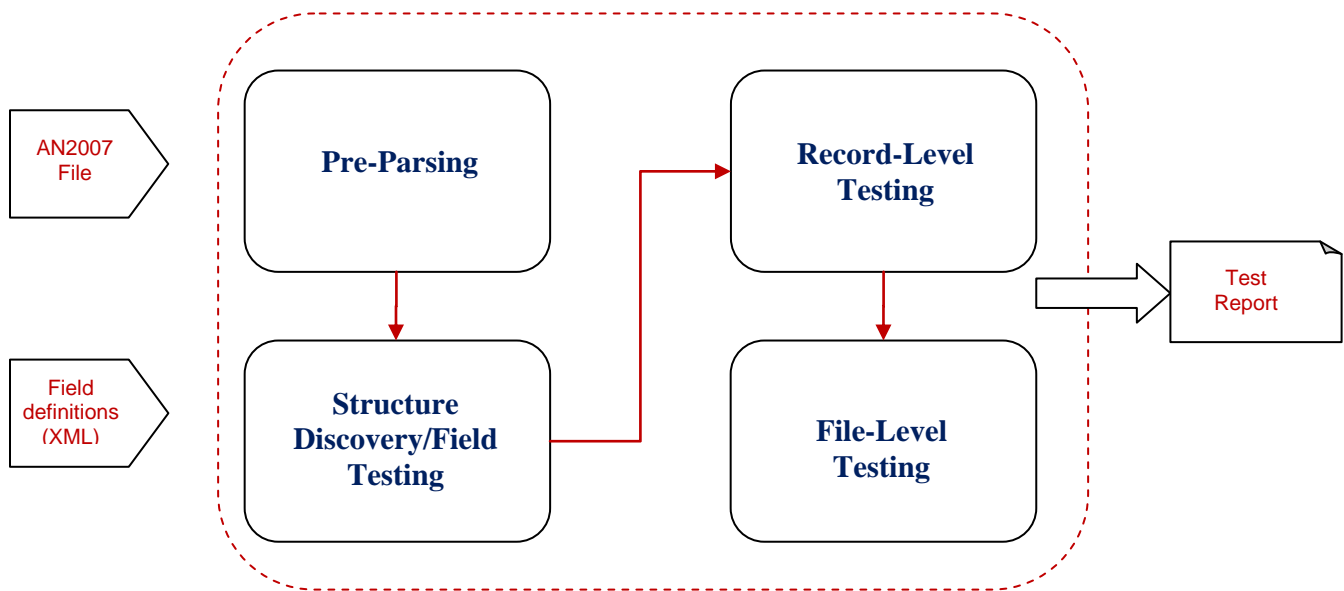 AN2007
File
Field
definitions
(XML)
Pre-Parsing
Structure
Discovery/Field
Testing
Record-Level
Testing
File-Level
Testing
Test
Report